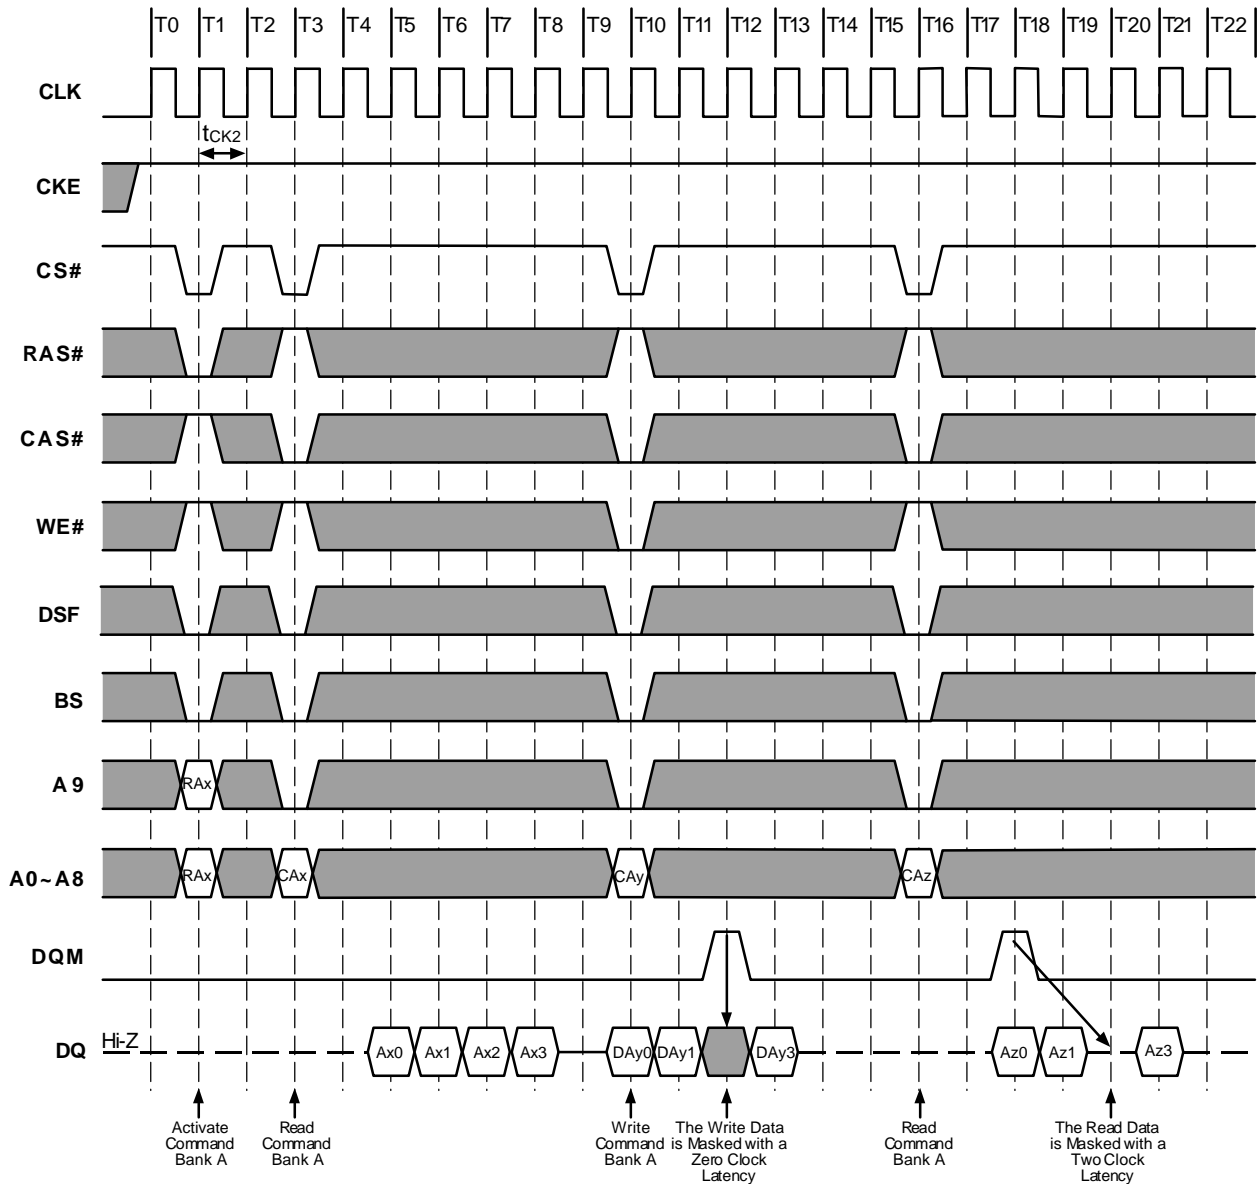 T0 T1 T2 T3 T4 T5 T6 T7 T8 T9 T10 T11 T12 T13 T14 T15 T16 T17 T18 T19 T20 T21 T22
CLK
tCK2
CKE
CS#
RAS#
CAS#
WE#
DSF
BS
A9
RAx
A0~A8
RAx CAx CAy CAz
DQM
Hi-Z
DQ
Ax0 Ax1 Ax2 Ax3 DAy0 DAy1 DAy3 Az0 Az1 Az3
Activate
Command
Bank A
Read
Command
Bank A
Write
Command
Bank A
The Write Data
is Masked with a
Zero Clock
Latency
Read
Command
Bank A
The Read Data
is Masked with a
Two Clock
Latency